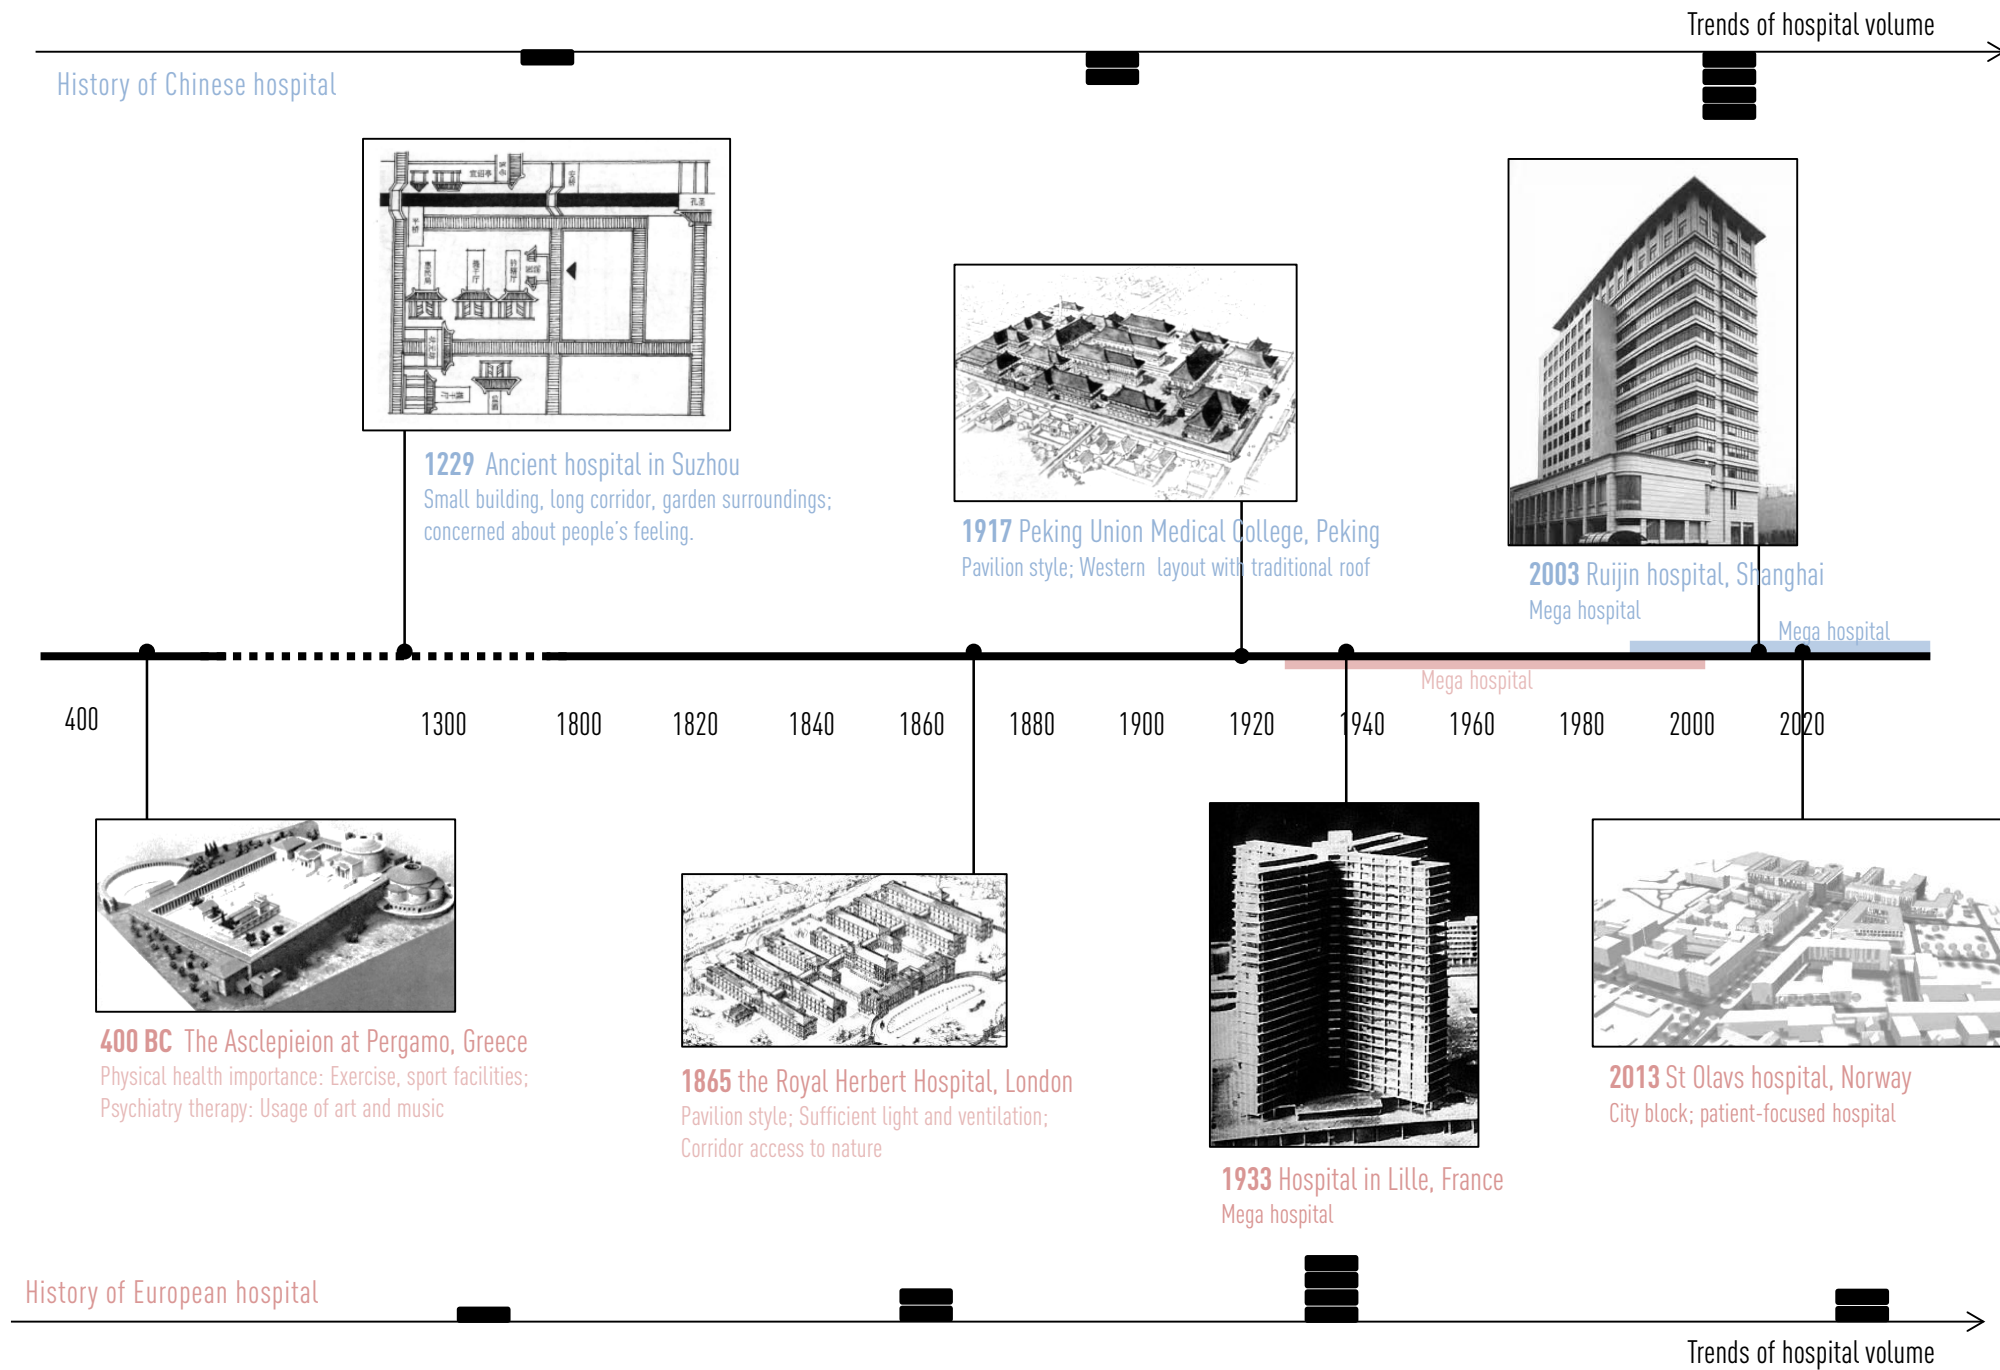 Trends of hospital volume
History of Chinese hospital
1229 Ancient hospital in Suzhou
Small building, long corridor, garden surroundings;
concerned about people's feeling.
1917 Peking Union Medical College, Peking
Pavilion style; Western layout with traditional roof
2003 Ruijin hospital, Shanghai
Mega hospital
Mega hospital
Mega hospital
400
1300
1800
1820
1840
1860
1880
1900
1920
1940
1960
1980
2000
2020
400 BC The Asclepieion at Pergamo, Greece
Physical health importance: Exercise, sport facilities;
Psychiatry therapy: Usage of art and music
1865 the Royal Herbert Hospital, London
Pavilion style; Sufficient light and ventilation;
Corridor access to nature
1933 Hospital in Lille, France
Mega hospital
2013 St Olavs hospital, Norway
City block; patient-focused hospital
History of European hospital
Trends of hospital volume